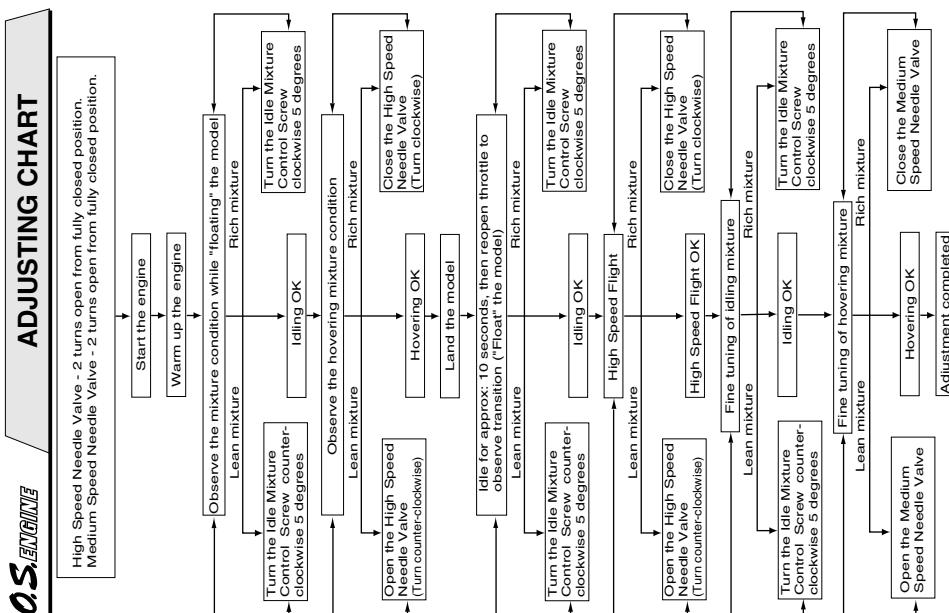 O.S.ENGINE
ADJUSTING CHART
High Speed Needle Valve - 2 turns open from fully closed position.
Medium Speed Needle Valve - 2 turns open from fully closed position.
Start the engine
Warm up the engine
Observe the mixture condition while "floating" the model
Lean mixture
Rich mixture
Turn the Idle Mixture
Control Screw counter-
clockwise 5 degrees
Idling OK
Turn the Idle Mixture
Control Screw
clockwise 5 degrees
Observe the hovering mixture condition
Lean mixture
Rich mixture
Open the High Speed
Needle Valve
(Turn counter-clockwise)
Hovering OK
Close the High Speed
Needle Valve
(Turn clockwise)
Land the model
Idle for approx: 10 seconds, then reopen throttle to
observe transition ("Float" the model)
Lean mixture
Rich mixture
Turn the Idle Mixture
Control Screw counter-
clockwise 5 degrees
Idling OK
Turn the Idle Mixture
Control Screw
clockwise 5 degrees
High Speed Flight
Lean mixture
Rich mixture
Open the High Speed
Needle Valve
(Turn counter-clockwise)
High Speed Flight OK
Close the High Speed
Needle Valve
(Turn clockwise)
Fine tuning of idling mixture
Lean mixture
Rich mixture
Turn the Idle Mixture
Control Screw counter-
clockwise 5 degrees
Idling OK
Turn the Idle Mixture
Control Screw
clockwise 5 degrees
Fine tuning of hovering mixture
Lean mixture
Rich mixture
Open the Medium
Speed Needle Valve
Hovering OK
Close the Medium
Speed Needle Valve
Adjustment completed